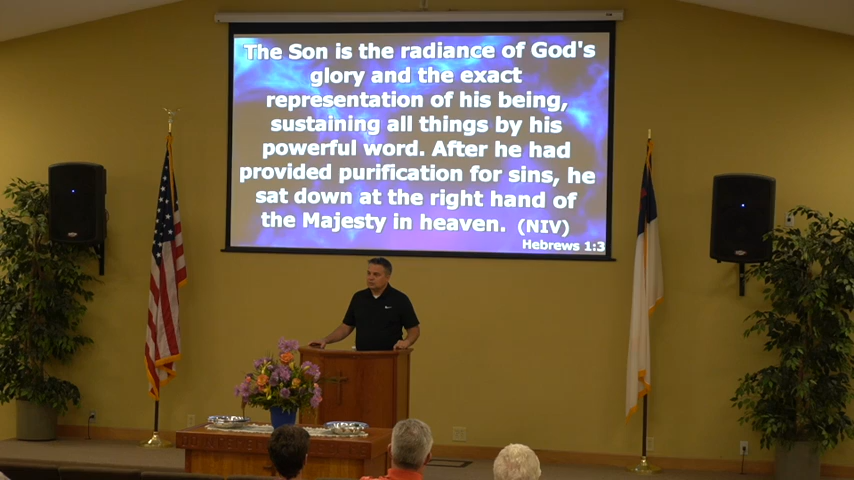 The Son is the radiance of God's
glory and the exact
representation of his being,
sustaining all things by his
powerful word. After he had
provided purification for sins, he
sat down at the right hand of
the Majesty in heaven. (NIV)
Hebrews 1:3